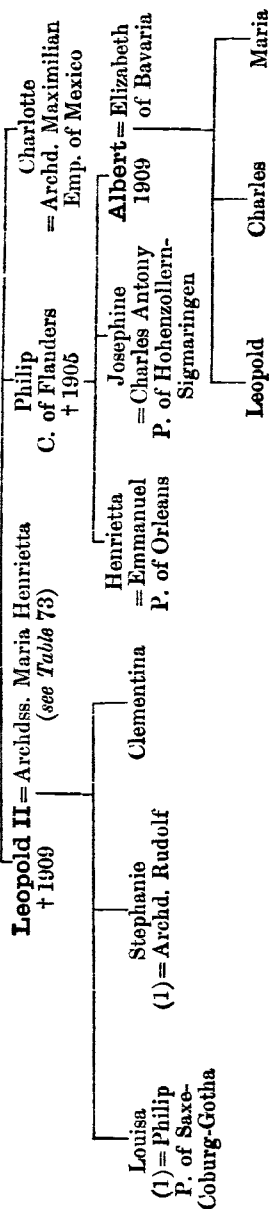 Leopold II = Archdss. Maria Henrietta
† 1909
(see Table 73)
Philip
C. of Flanders
† 1905
Charlotte
= Archd. Maximilian
Emp. of Mexico
Louisa
(1) = Philip
P. of Saxe-
Coburg-Gotha
Stephanie
(1) = Archd. Rudolf
Clementina
Henrietta
= Emmanuel
P. of Orleans
Josephine
= Charles Antony
P. of Hohenzollern-
Sigmaringen
Albert = Elizabeth
1909 of Bavaria
Leopold
Charles
Maria